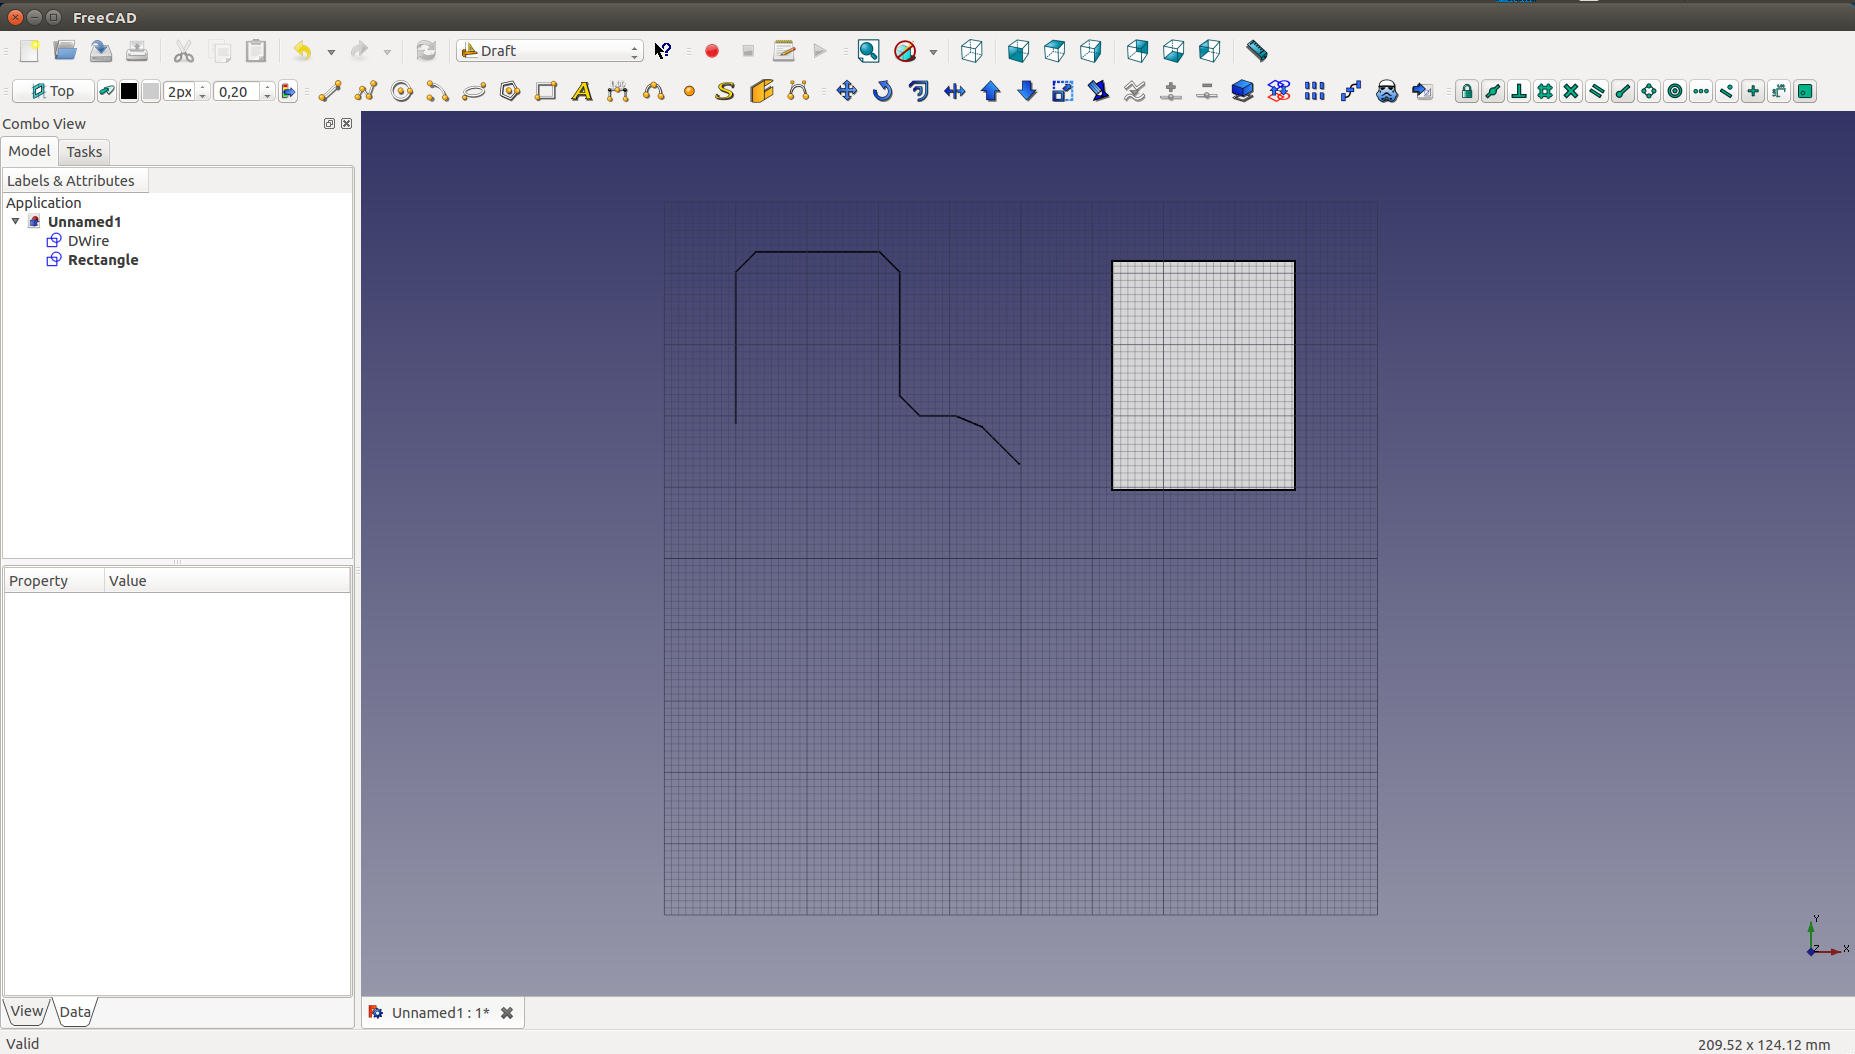 FreeCAD
Draft
Top
2px
0,20
Combo View
Model
Tasks
Labels & Attributes
Application
Unnamed1
DWire
Rectangle
Property
Value
View
Data
Unnamed1 : 1*
Y
Z
X
Valid
209.52 x 124.12 mm